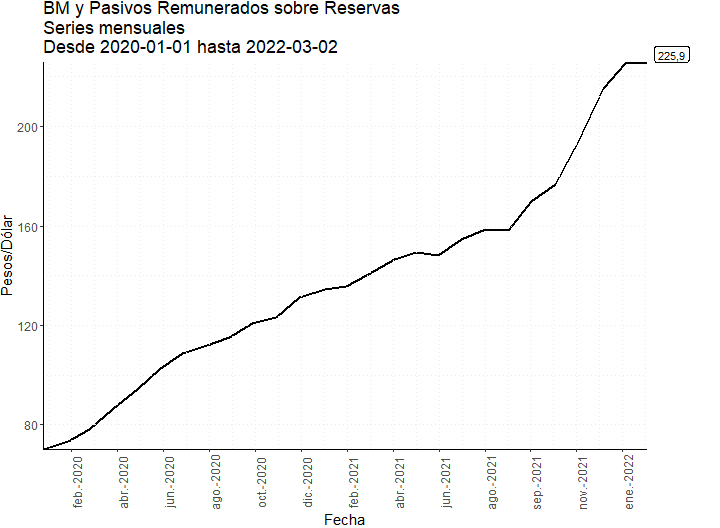 BM y Pasivos Remunerados sobre Reservas
Series mensuales
Desde 2020-01-01 hasta 2022-03-02
225,9
200
160
120
80
Pesos/Dólar
feb.-2020
abr.-2020
jun.-2020
ago.-2020
oct.-2020
dic.-2020
feb.-2021
abr.-2021
jun.-2021
ago.-2021
sep.-2021
nov.-2021
ene.-2022
Fecha